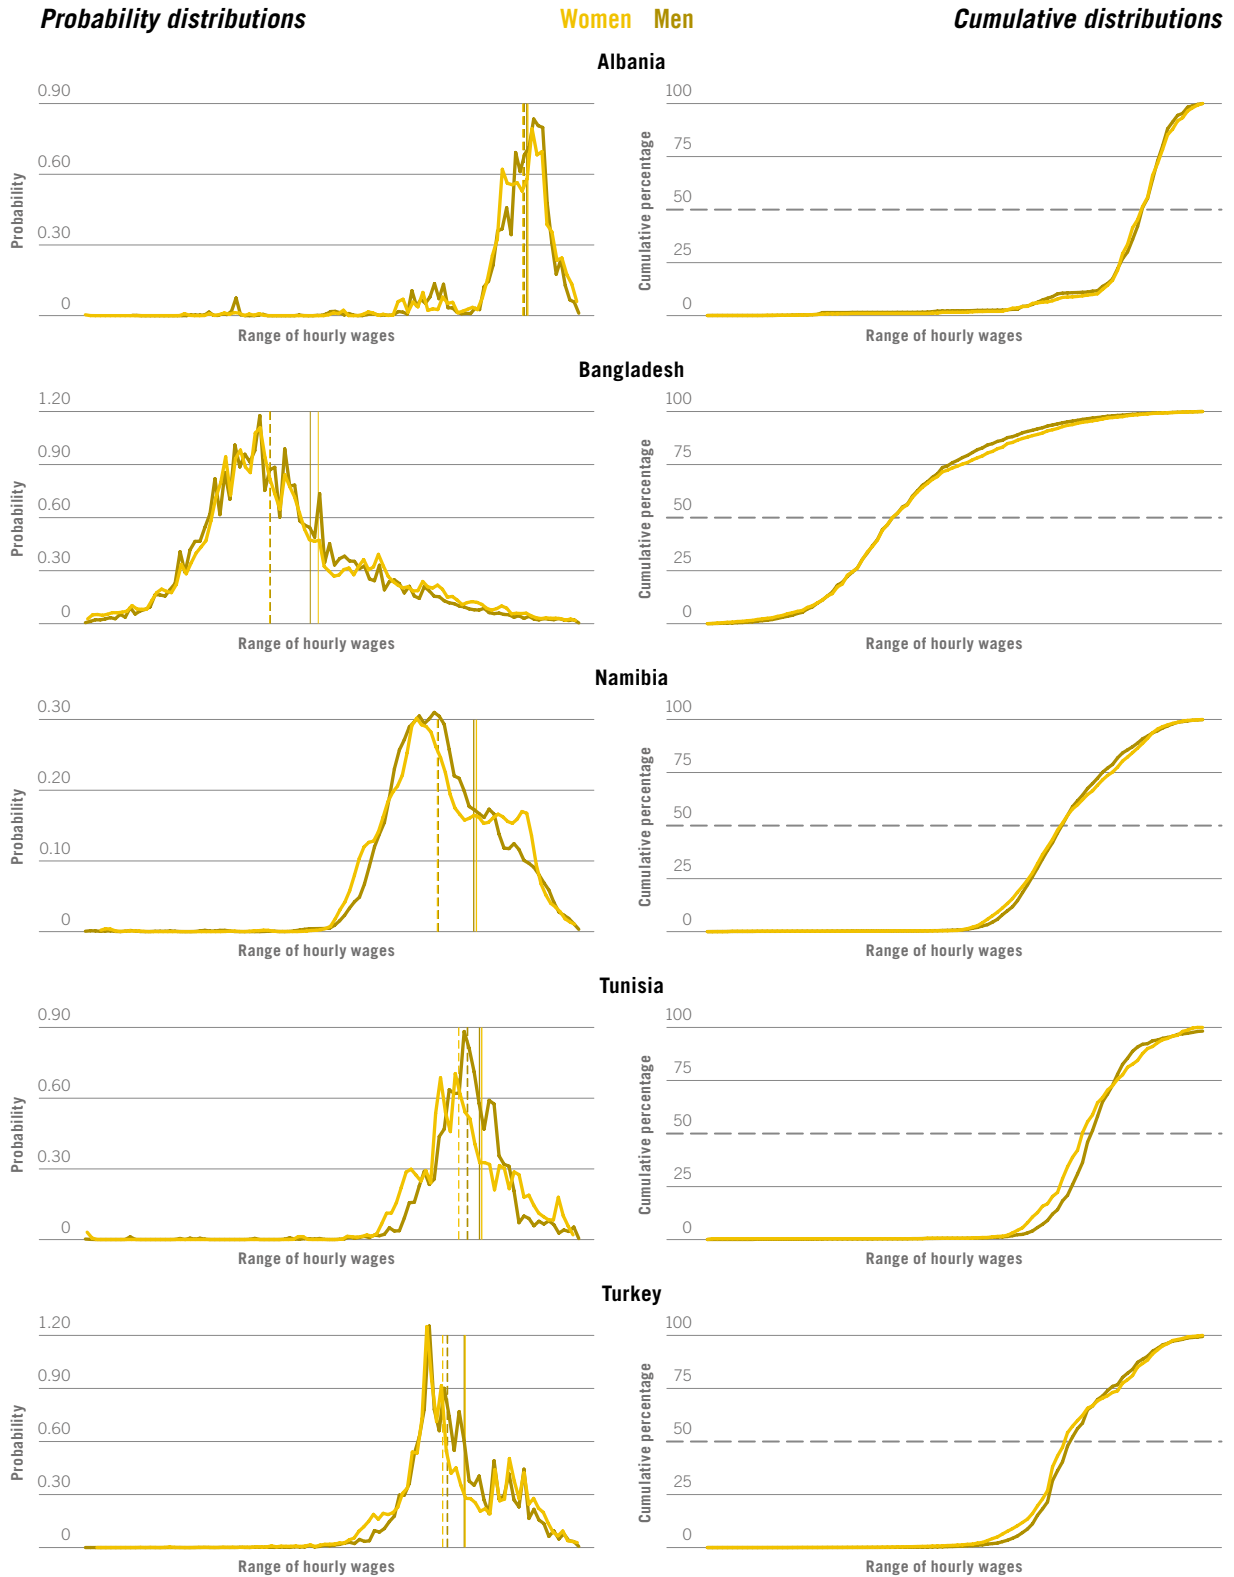 Probability distributions Women Men Cumulative distributions
Albania
0.90
0.60
0.30
0
Probability
Range of hourly wages
100
75
50
25
0
Cumulative percentage
Range of hourly wages
Bangladesh
1.20
0.90
0.60
0.30
0
Probability
Range of hourly wages
100
75
50
25
0
Cumulative percentage
Range of hourly wages
Namibia
0.30
0.20
0.10
0
Probability
Range of hourly wages
100
75
50
25
0
Cumulative percentage
Range of hourly wages
Tunisia
0.90
0.60
0.30
0
Probability
Range of hourly wages
100
75
50
25
0
Cumulative percentage
Range of hourly wages
Turkey
1.20
0.90
0.60
0.30
0
Probability
Range of hourly wages
100
75
50
25
0
Cumulative percentage
Range of hourly wages